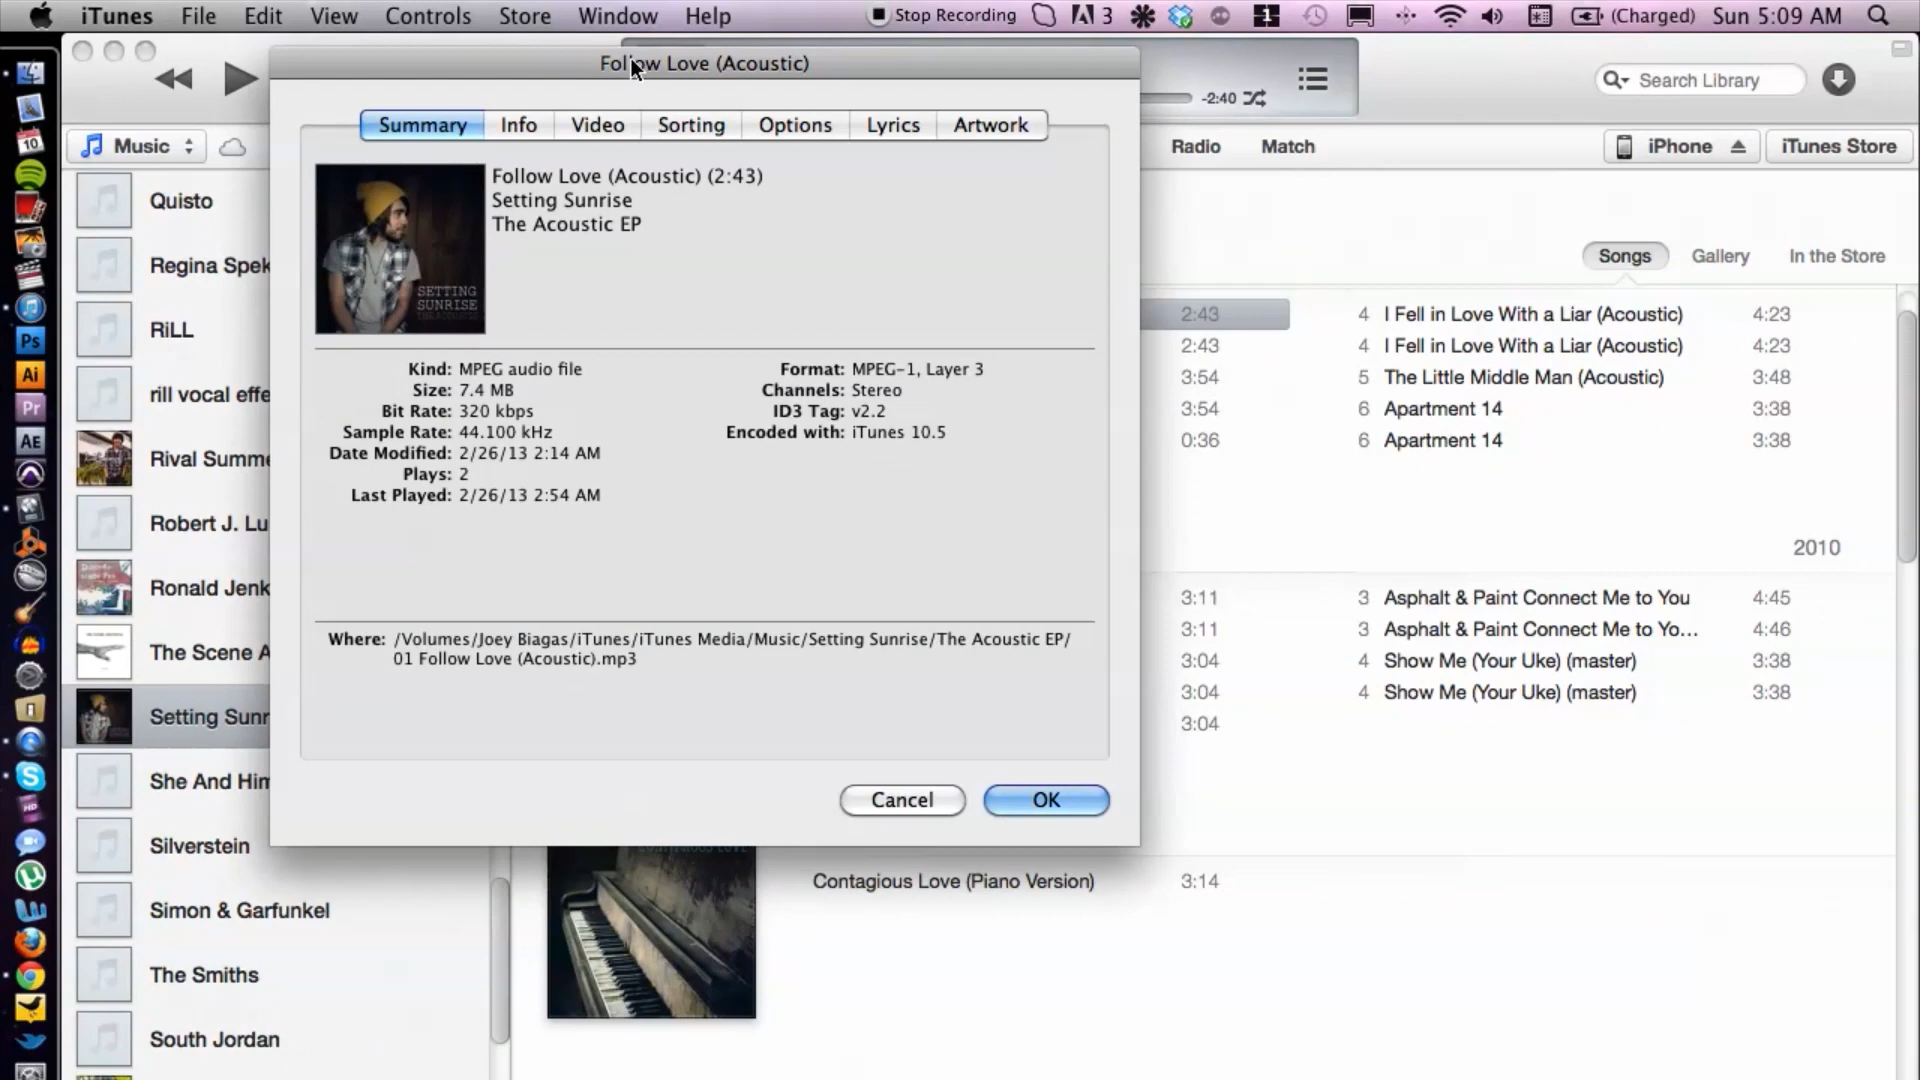 iTunes File Edit View Controls Store Window Help Stop Recording 3 1 (Charged) Sun 5:09 AM
Follow Love (Acoustic)
-2:40
Search Library
Summary Info Video Sorting Options Lyrics Artwork
Music
Radio Match iPhone iTunes Store
Follow Love (Acoustic) (2:43)
Setting Sunrise
The Acoustic EP
SETTING
SUNRISE
Kind: MPEG audio file
Size: 7.4 MB
Bit Rate: 320 kbps
Sample Rate: 44.100 kHz
Date Modified: 2/26/13 2:14 AM
Plays: 2
Last Played: 2/26/13 2:54 AM
Format: MPEG-1, Layer 3
Channels: Stereo
ID3 Tag: v2.2
Encoded with: iTunes 10.5
Where: /Volumes/Joey Biagas/iTunes/iTunes Media/Music/Setting Sunrise/The Acoustic EP/
01 Follow Love (Acoustic).mp3
Cancel OK
10
Ps
Ai
Pr
AE
HD
Quisto
Regina Spek
RiLL
rill vocal effe
Rival Summe
Robert J. Lu
Ronald Jenk
The Scene A
Setting Sunr
She And Him
Silverstein
Simon & Garfunkel
The Smiths
South Jordan
Songs Gallery In the Store
2:43 4 I Fell in Love With a Liar (Acoustic) 4:23
2:43 4 I Fell in Love With a Liar (Acoustic) 4:23
3:54 5 The Little Middle Man (Acoustic) 3:48
3:54 6 Apartment 14 3:38
0:36 6 Apartment 14 3:38
2010
3:11 3 Asphalt & Paint Connect Me to You 4:45
3:11 3 Asphalt & Paint Connect Me to Yo... 4:46
3:04 4 Show Me (Your Uke) (master) 3:38
3:04 4 Show Me (Your Uke) (master) 3:38
3:04
Contagious Love (Piano Version) 3:14